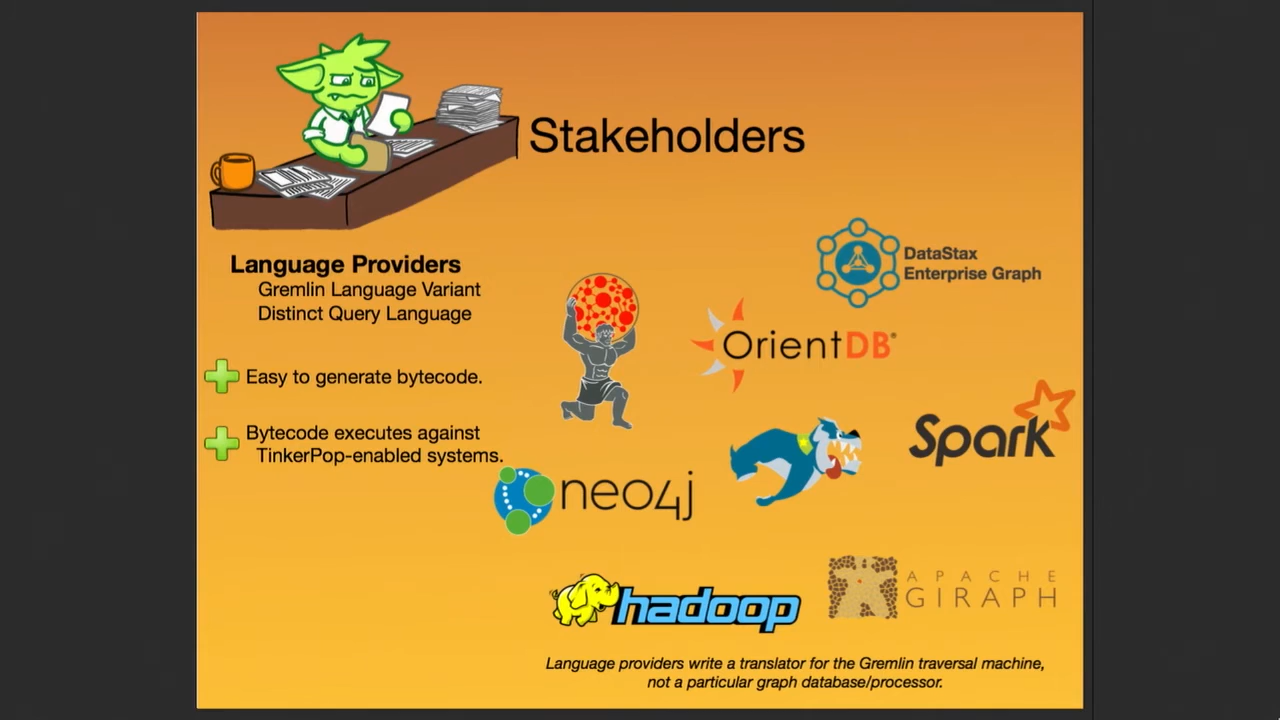 Stakeholders
Language Providers
Gremlin Language Variant
Distinct Query Language
Easy to generate bytecode.
Bytecode executes against
TinkerPop-enabled systems.
DataStax
Enterprise Graph
OrientDB®
Spark
neo4j
hadoop
APACHE
GIRAPH
Language providers write a translator for the Gremlin traversal machine,
not a particular graph database/processor.